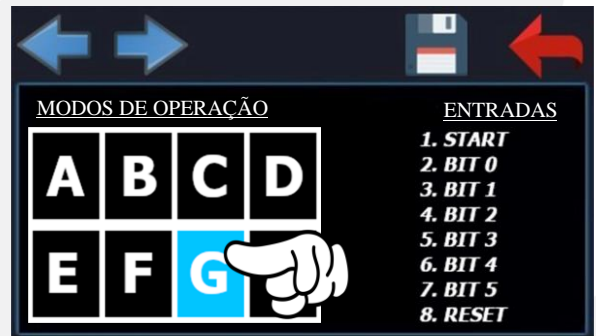 MODOS DE OPERAÇÃO
ENTRADAS
A B C D
E F G
1. START
2. BIT 0
3. BIT 1
4. BIT 2
5. BIT 3
6. BIT 4
7. BIT 5
8. RESET